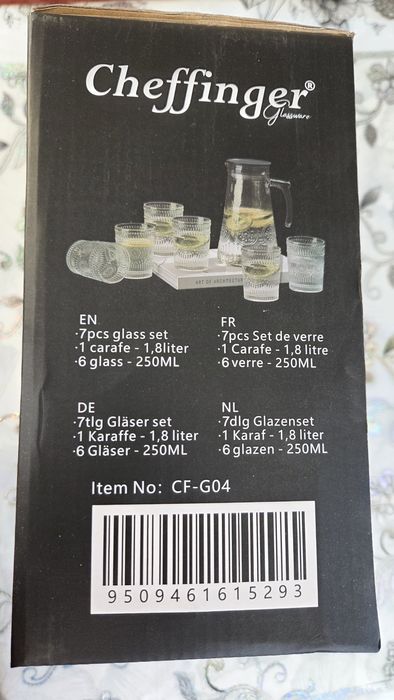 Cheffinger®
Glassware
ART OF ARCHITECTUR
EN
·7pcs glass set
·1 carafe - 1,8liter
·6 glass - 250ML
FR
·7pcs Set de verre
·1 Carafe - 1,8 litre
·6 verre - 250ML
DE
·7tlg Gläser set
·1 Karaffe - 1,8 liter
·6 Gläser - 250ML
NL
·7dlg Glazenset
·1 Karaf - 1,8 liter
·6 glazen - 250ML
Item No: CF-G04
9509461615293